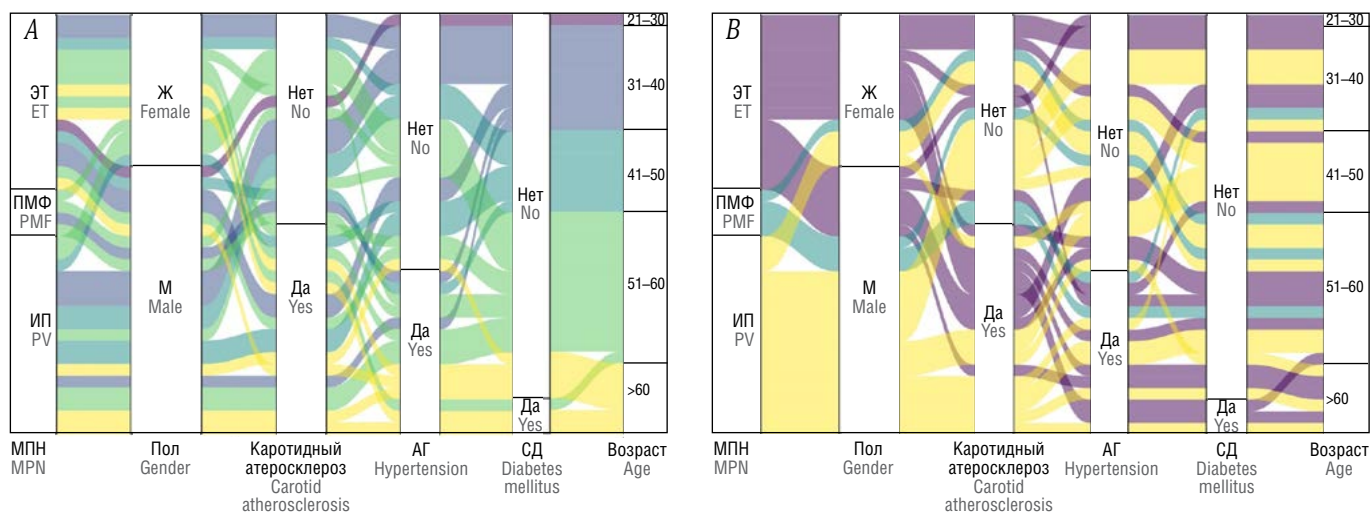 A
ЭТ
ET
ПМФ
PMF
ИП
PV
Ж
Female
М
Male
Нет
No
Да
Yes
Нет
No
Да
Yes
Нет
No
Да
Yes
21–30
31–40
41–50
51–60
>60
МПН
MPN
Пол
Gender
Каротидный
атеросклероз
Carotid
atherosclerosis
АГ
Hypertension
СД
Diabetes
mellitus
Возраст
Age
B
ЭТ
ET
ПМФ
PMF
ИП
PV
Ж
Female
М
Male
Нет
No
Да
Yes
Нет
No
Да
Yes
Нет
No
Да
Yes
21–30
31–40
41–50
51–60
>60
МПН
MPN
Пол
Gender
Каротидный
атеросклероз
Carotid
atherosclerosis
АГ
Hypertension
СД
Diabetes
mellitus
Возраст
Age